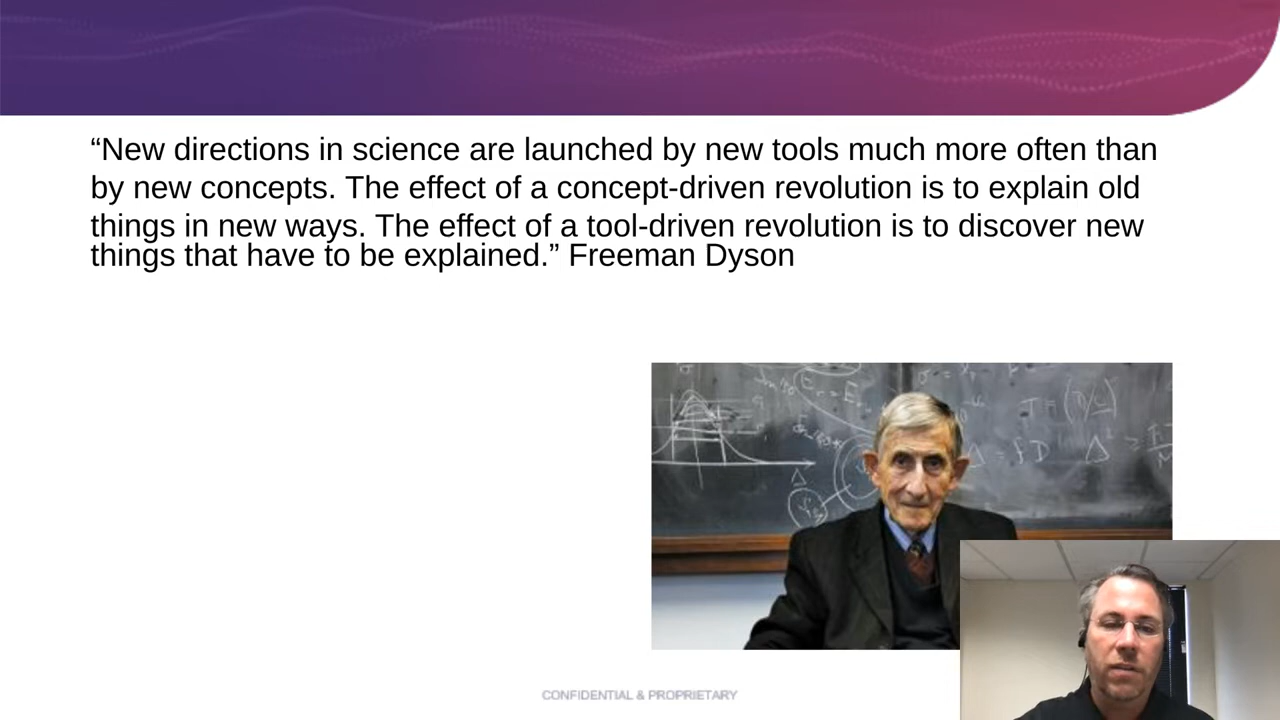 “New directions in science are launched by new tools much more often than
by new concepts. The effect of a concept-driven revolution is to explain old
things in new ways. The effect of a tool-driven revolution is to discover new
things that have to be explained.” Freeman Dyson
CONFIDENTIAL & PROPRIETARY